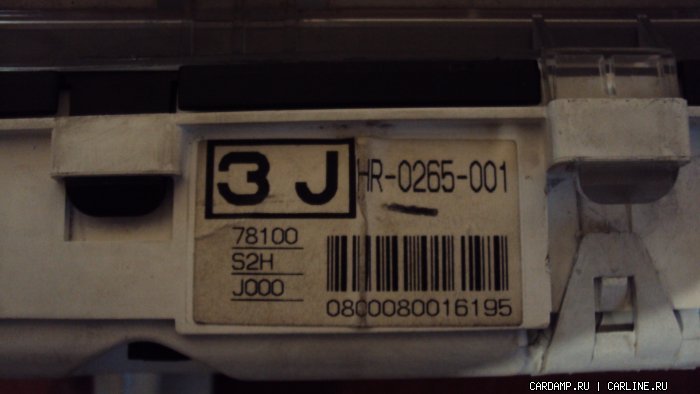 3 J
HR-0265-001
78100
S2H
J000
0800080016195
CARDAMP.RU | CARLINE.RU